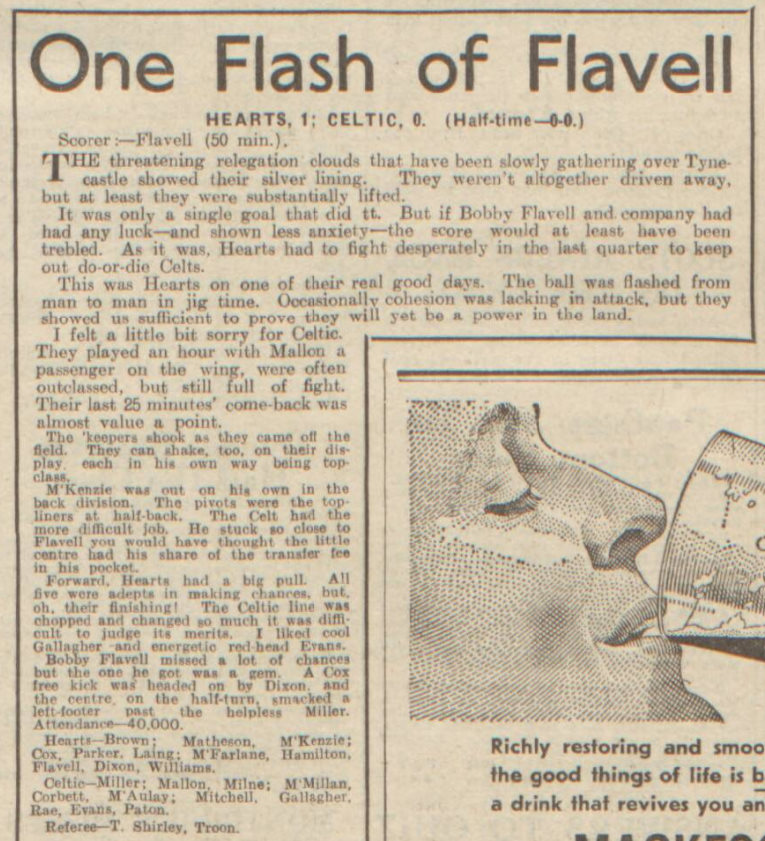 One Flash of Flavell
HEARTS, 1; CELTIC, 0. (Half-time—0-0.)
Scorer:—Flavell (50 min.).
THE threatening relegation clouds that have been slowly gathering over Tyne-
castle showed their silver lining. They weren't altogether driven away,
but at least they were substantially lifted.
It was only a single goal that did tt. But if Bobby Flavell and company had
had any luck—and shown less anxiety—the score would at least have been
trebled. As it was, Hearts had to fight desperately in the last quarter to keep
out do-or-die Celts.
This was Hearts on one of their real good days. The ball was flashed from
man to man in jig time. Occasionally cohesion was lacking in attack, but they
showed us sufficient to prove they will yet be a power in the land.
I felt a little bit sorry for Celtic.
They played an hour with Mallon a
passenger on the wing, were often
outclassed, but still full of fight.
Their last 25 minutes' come-back was
almost value a point.
The 'keepers shook as they came off the
field. They can shake, too, on their dis-
play, each in his own way being top-
class.
M'Kenzie was out on his own in the
back division. The pivots were the top-
liners at half-back. The Celt had the
more difficult job. He stuck so close to
Flavell you would have thought the little
centre had his share of the transfer fee
in his pocket.
Forward, Hearts had a big pull. All
five were adepts in making chances, but,
oh, their finishing! The Celtic line was
chopped and changed so much it was diffi-
cult to judge its merits. I liked cool
Gallagher and energetic red-head Evans.
Bobby Flavell missed a lot of chances
but the one he got was a gem. A Cox
free kick was headed on by Dixon, and
the centre, on the half-turn, smacked a
left-footer past the helpless Miller.
Attendance—40,000.
Hearts—Brown; Matheson, M'Kenzie;
Cox, Parker, Laing; M'Farlane, Hamilton,
Flavell, Dixon, Williams.
Celtic—Miller; Mallon, Milne; M'Millan,
Corbett, M'Aulay; Mitchell, Gallagher,
Rae, Evans, Paton.
Referee—T. Shirley, Troon.
Richly restoring and smoo
the good things of life is b
a drink that revives you an